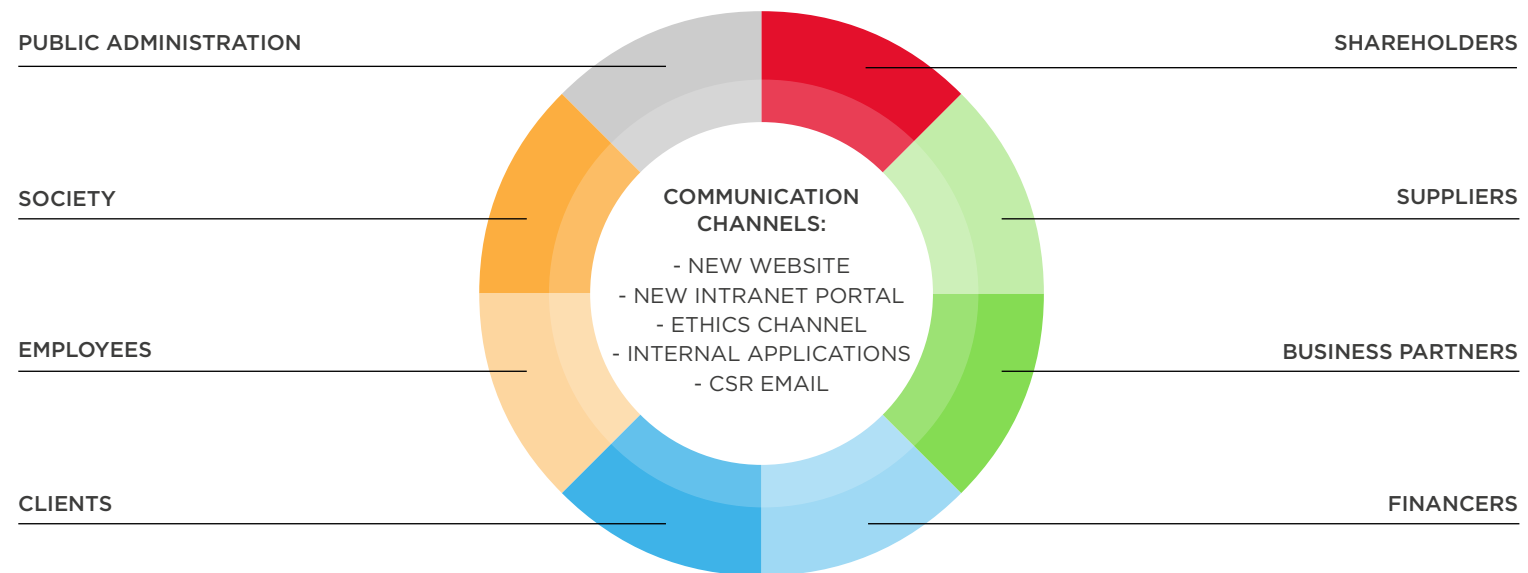 PUBLIC ADMINISTRATION
SOCIETY
EMPLOYEES
CLIENTS
COMMUNICATION
CHANNELS:
- NEW WEBSITE
- NEW INTRANET PORTAL
- ETHICS CHANNEL
- INTERNAL APPLICATIONS
- CSR EMAIL
SHAREHOLDERS
SUPPLIERS
BUSINESS PARTNERS
FINANCERS